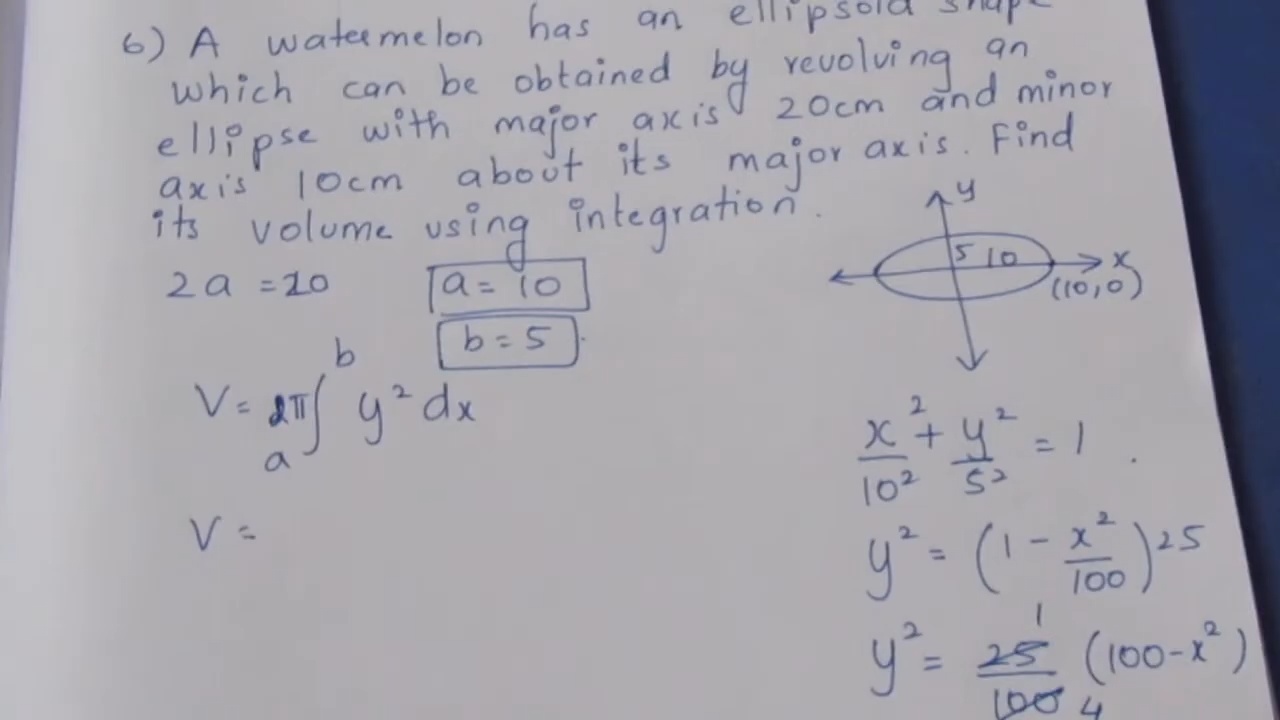 6) A watermelon has an ellipsoid shape
which can be obtained by revolving an
ellipse with major axis 20cm and minor
axis 10cm about its major axis. Find
its volume using integration.
2a = 20 a = 10
b = 5
y
5 10 x
(10,0)
V = 2π∫ₐᵇ y² dx
V =
x²/10² + y²/5² = 1
y² = (1 - x²/100) 25
y² = 25/100 (100 - x²)
1
4